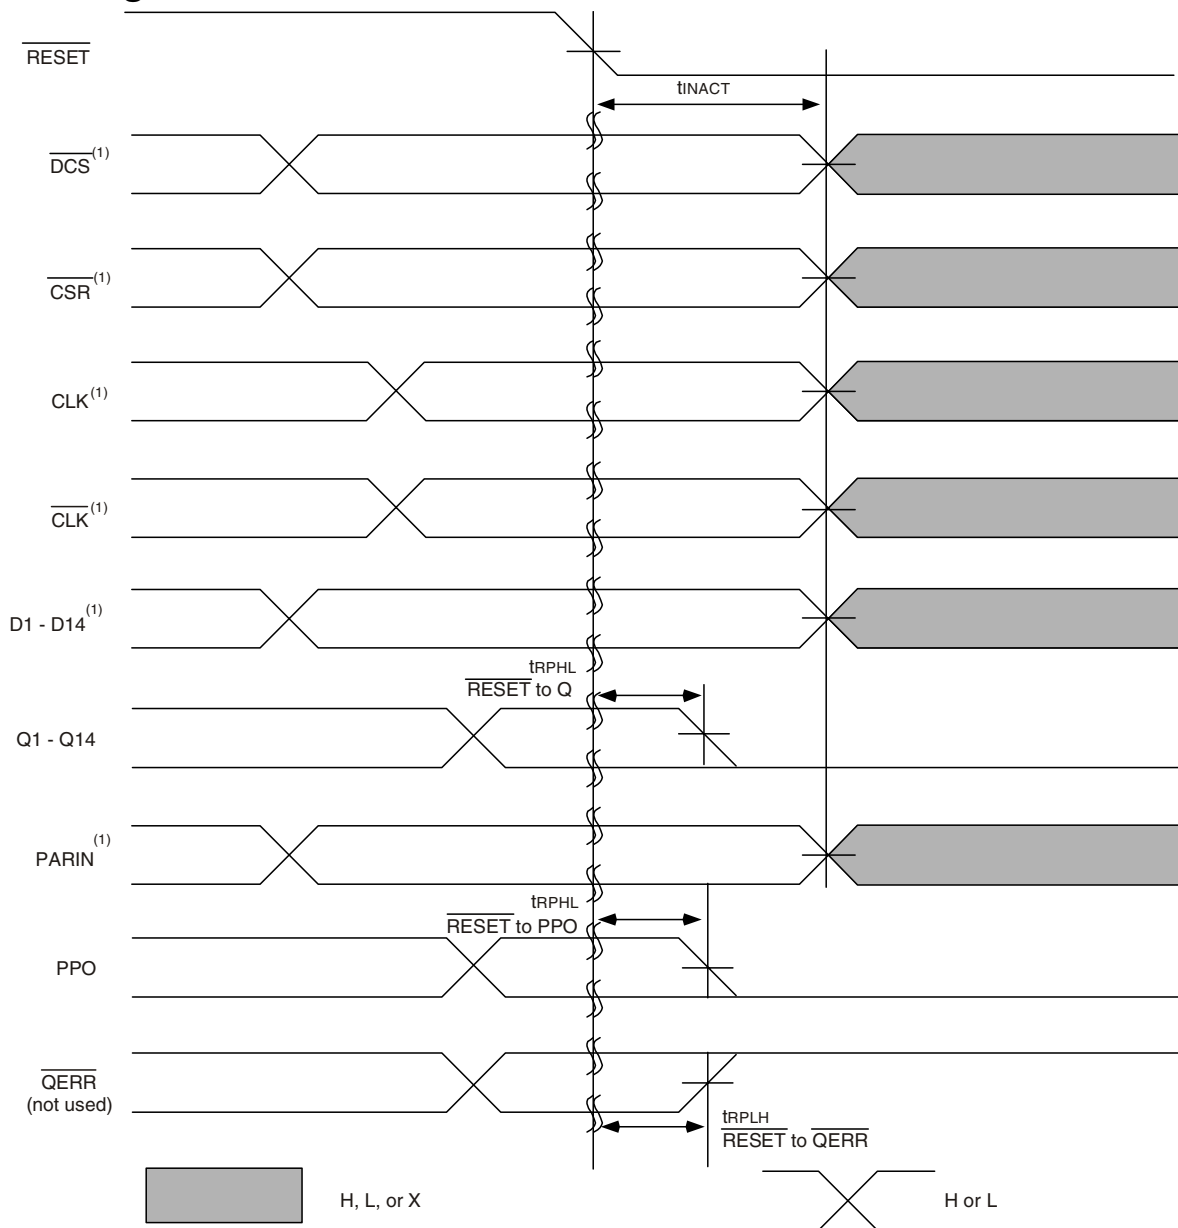 RESET
tINACT
DCS(1)
CSR(1)
CLK(1)
CLK(1)
D1 - D14(1)
tRPHL
RESET to Q
Q1 - Q14
PARIN(1)
tRPHL
RESET to PPO
PPO
QERR
(not used)
tRPLH
RESET to QERR
H, L, or X
H or L